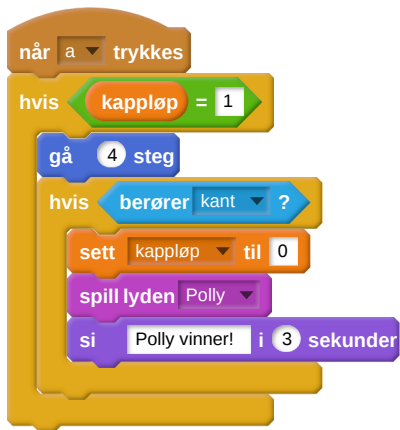 når a trykkes
hvis kappløp = 1
gå 4 steg
hvis berører kant ?
sett kappløp til 0
spill lyden Polly
si Polly vinner! i 3 sekunder